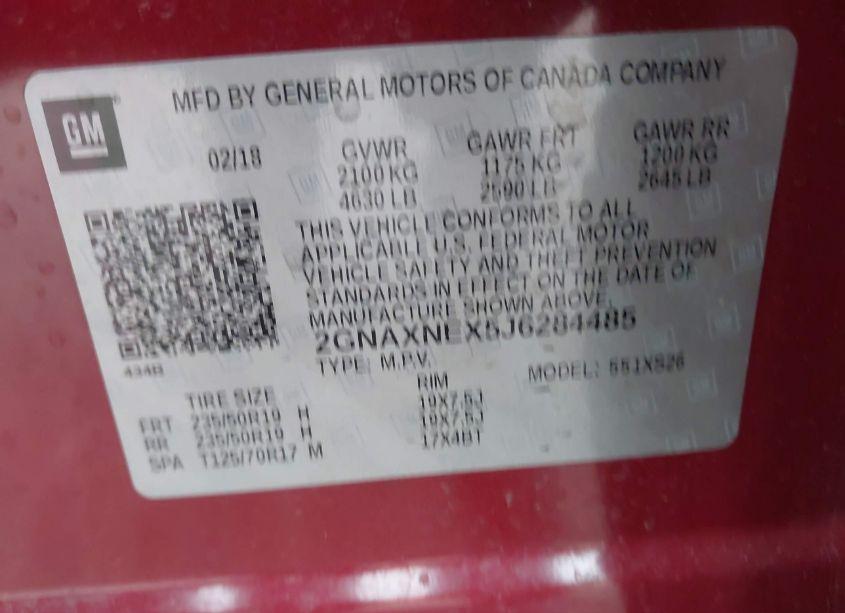 MFD BY GENERAL MOTORS OF CANADA COMPANY
GM
02/18 GVWR GAWR FRT GAWR RR
2100 KG 1175 KG 1200 KG
4630 LB 2590 LB 2645 LB
THIS VEHICLE CONFORMS TO ALL
APPLICABLE U.S. FEDERAL MOTOR
VEHICLE SAFETY AND THEFT PREVENTION
STANDARDS IN EFFECT ON THE DATE OF
MANUFACTURE SHOWN ABOVE.
2GNAXNEX5J6284485
434B
TYPE: M.P.V. MODEL: 551XS26
TIRE SIZE RIM
FRT 235/50R19 H 19X7.5J
RR 235/50R19 H 19X7.5J
SPA T125/70R17 M 17X4BT